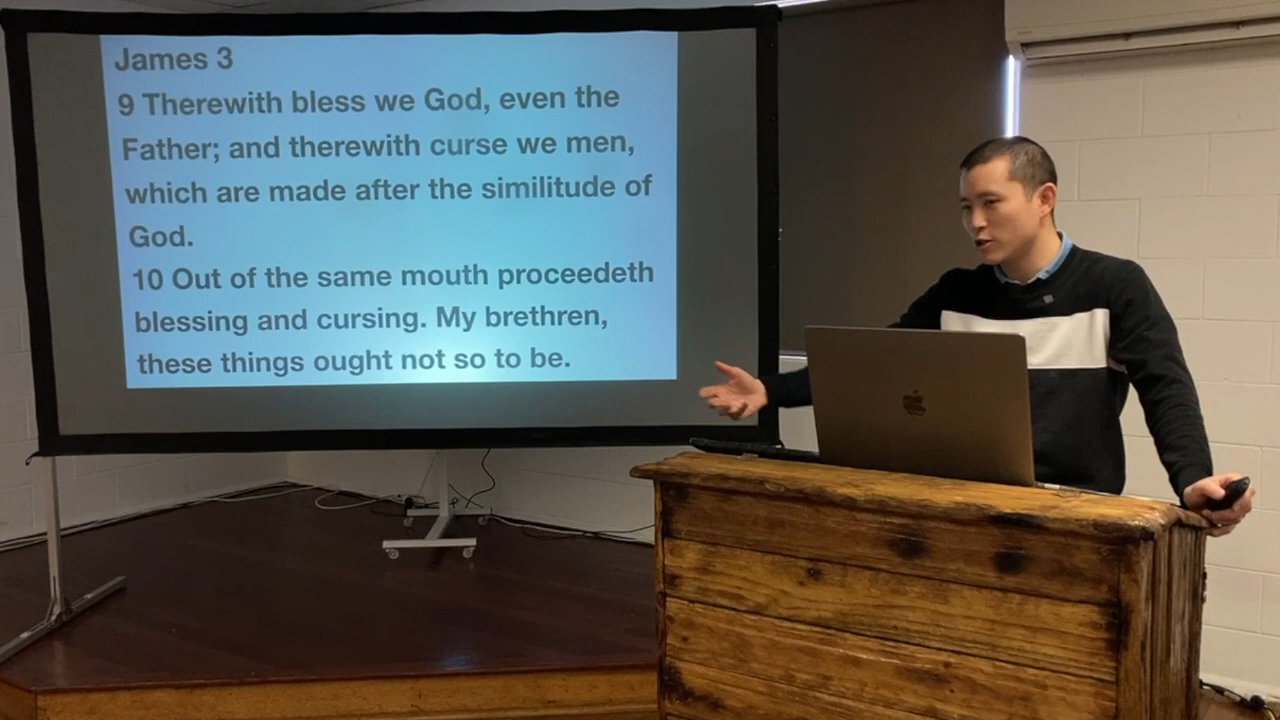 James 3
9 Therewith bless we God, even the
Father; and therewith curse we men,
which are made after the similitude of
God.
10 Out of the same mouth proceedeth
blessing and cursing. My brethren,
these things ought not so to be.